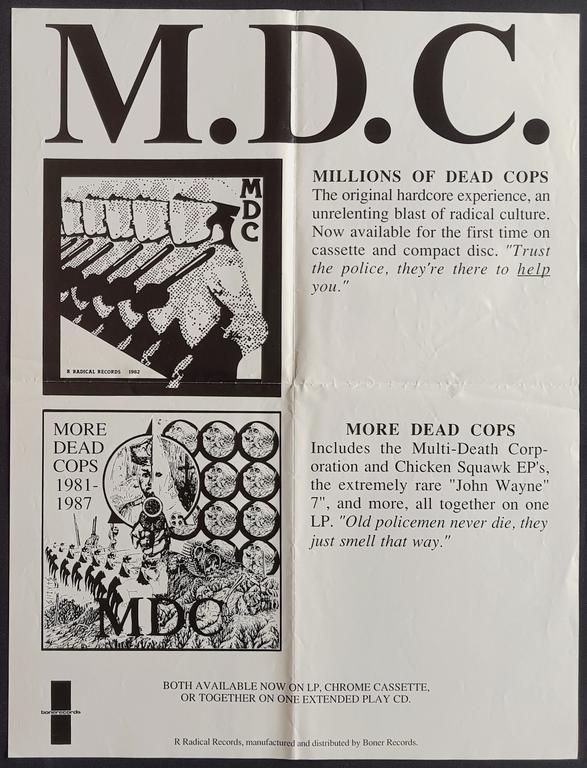 M.D.C.
MILLIONS OF DEAD COPS
The original hardcore experience, an
unrelenting blast of radical culture.
Now available for the first time on
cassette and compact disc. "Trust
the police, they're there to help
you."
MDC
R RADICAL RECORDS 1982
MORE
DEAD
COPS
1981-
1987
MDC
MORE DEAD COPS
Includes the Multi-Death Corp-
oration and Chicken Squawk EP's,
the extremely rare "John Wayne"
7", and more, all together on one
LP. "Old policemen never die, they
just smell that way."
BOTH AVAILABLE NOW ON LP, CHROME CASSETTE,
OR TOGETHER ON ONE EXTENDED PLAY CD.
bonerecords
R Radical Records, manufactured and distributed by Boner Records.